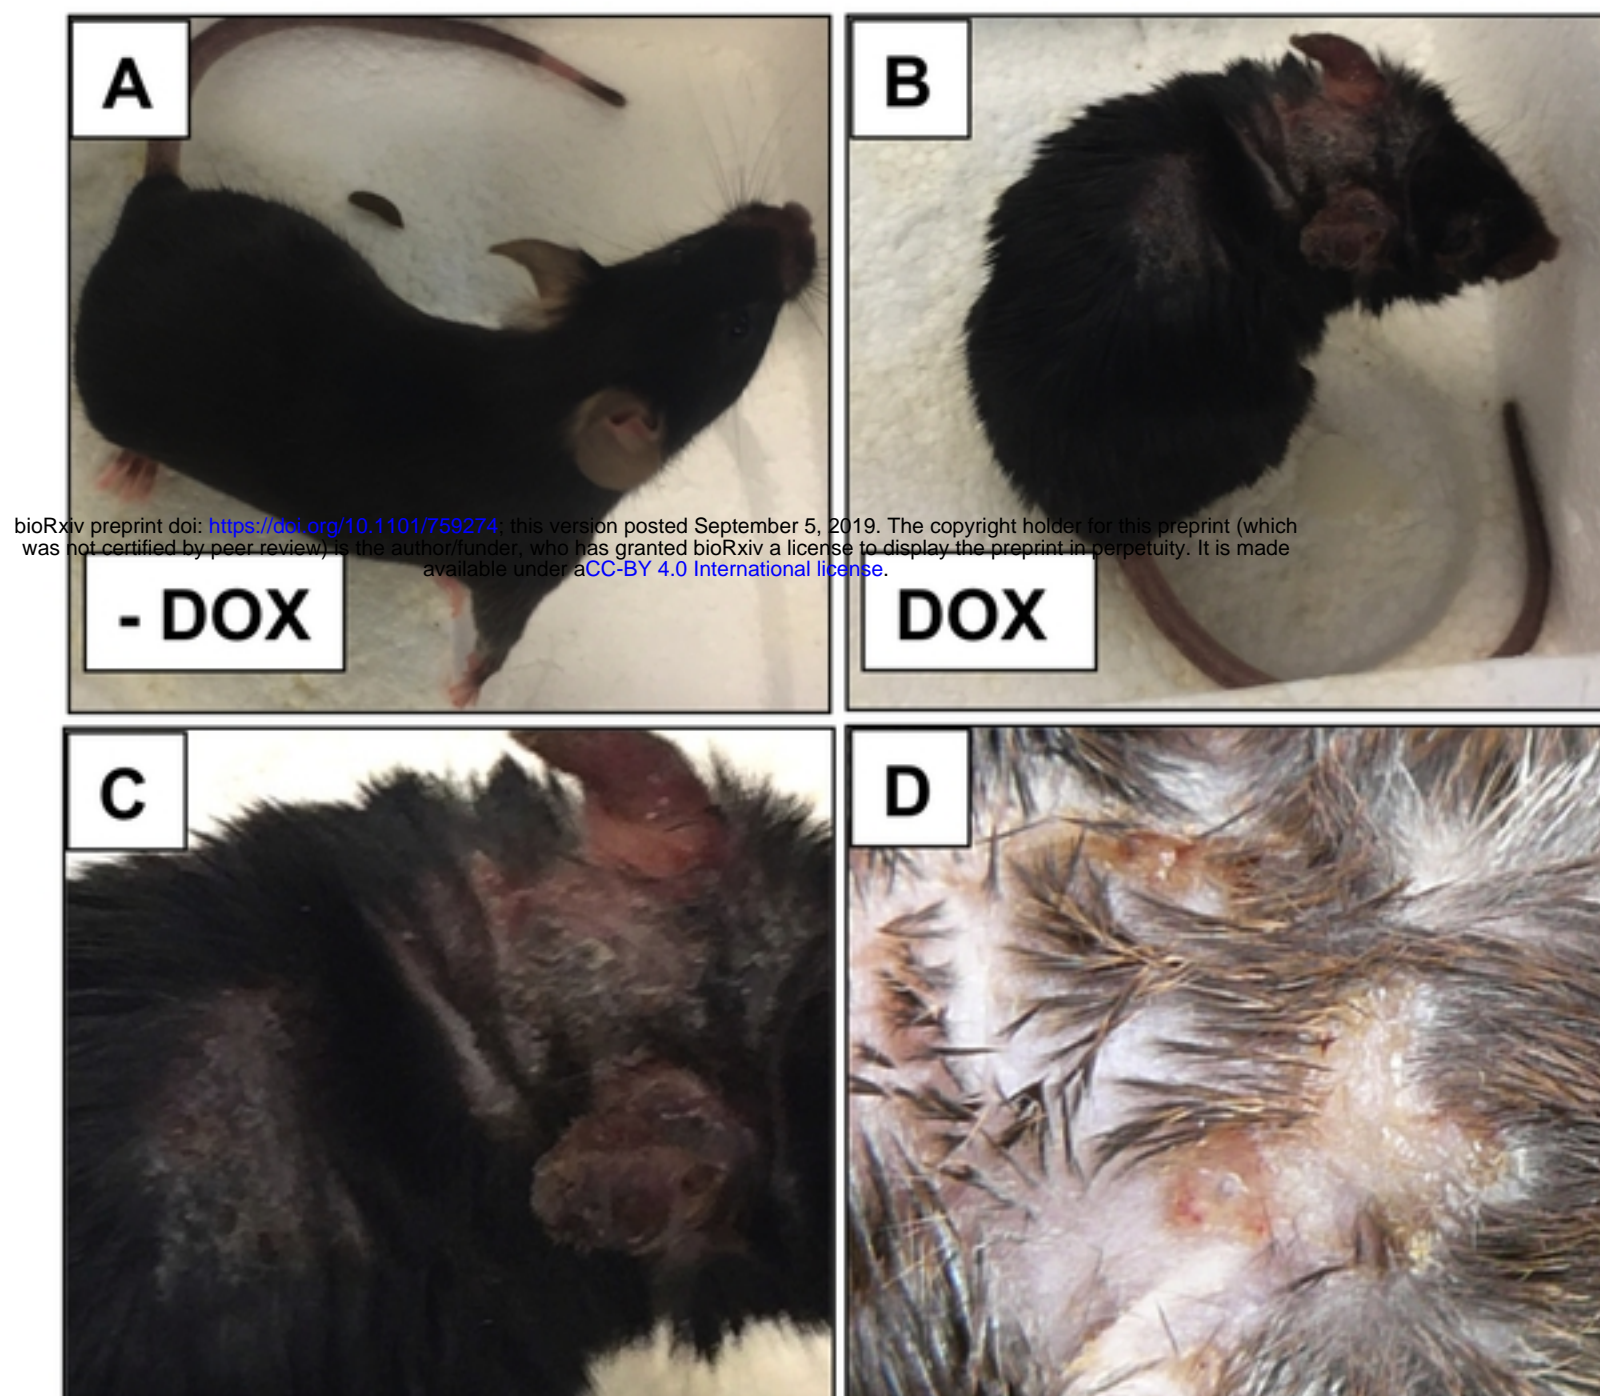 A
B
bioRxiv preprint doi: https://doi.org/10.1101/759274; this version posted September 5, 2019. The copyright holder for this preprint (which
was not certified by peer review) is the author/funder, who has granted bioRxiv a license to display the preprint in perpetuity. It is made
available under aCC-BY 4.0 International license.
- DOX
DOX
C
D